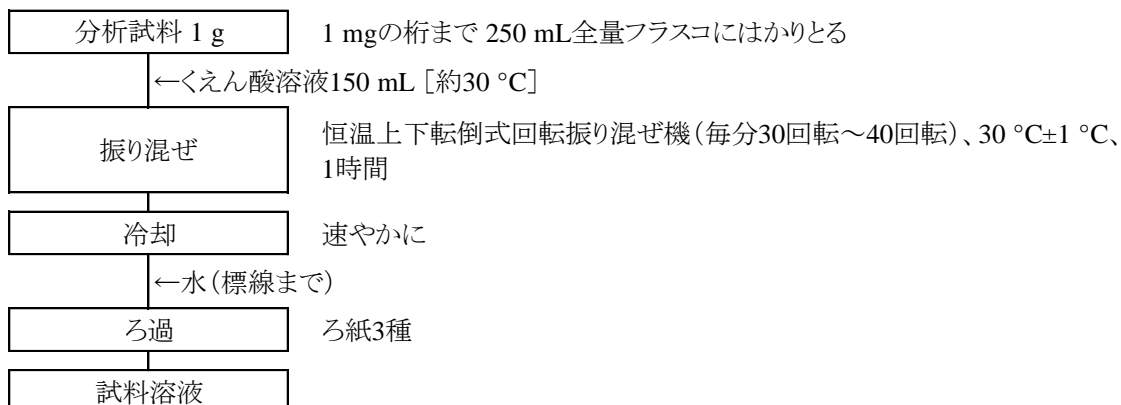 分析試料 1 g 1 mgの桁まで 250 mL全量フラスコにはかりとる
←くえん酸溶液150 mL ［約30 °C］
振り混ぜ 恒温上下転倒式回転振り混ぜ機（毎分30回転～40回転）、30 °C±1 °C、
1時間
冷却 速やかに
←水（標線まで）
ろ過 ろ紙3種
試料溶液